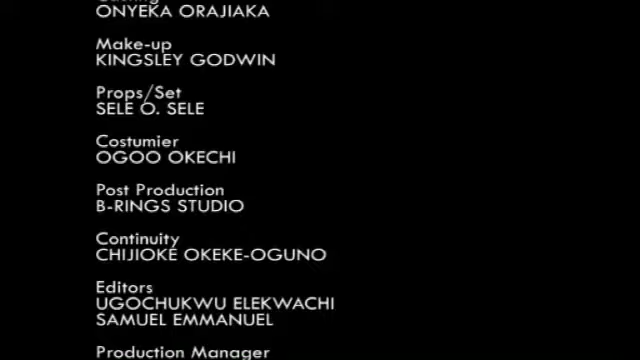 ONYEKA ORAJIAKA
Make-up
KINGSLEY GODWIN
Props/Set
SELE O. SELE
Costumier
OGOO OKECHI
Post Production
B-RINGS STUDIO
Continuity
CHIJIOKE OKEKE-OGUNO
Editors
UGOCHUKWU ELEKWACHI
SAMUEL EMMANUEL
Production Manager